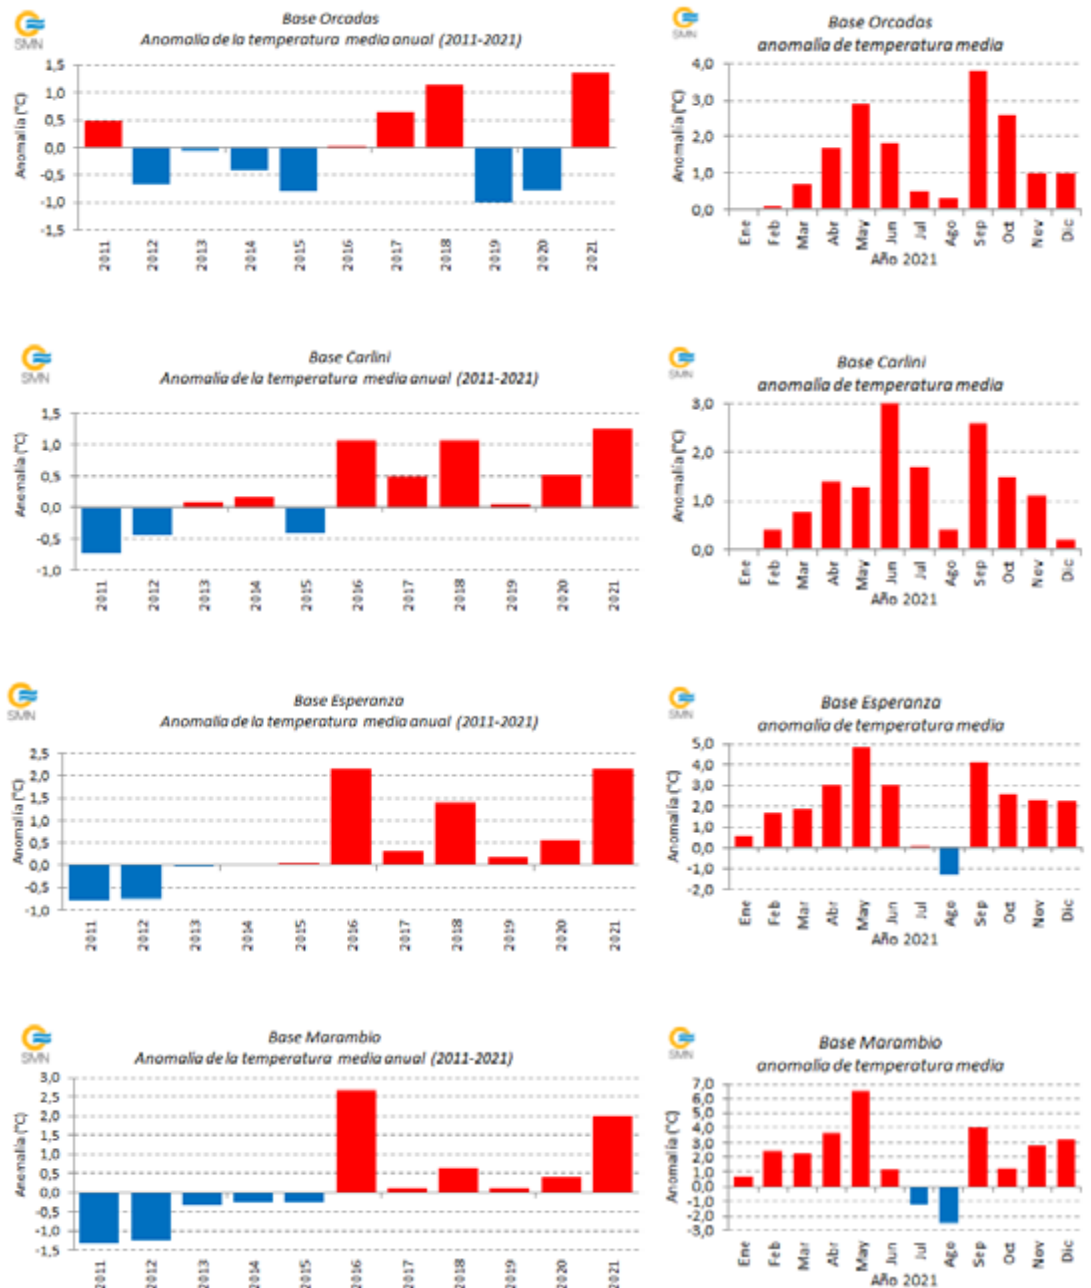 SMN
Base Orcadas
Anomalía de la temperatura media anual (2011-2021)
Anomalía (°C)
1,5
1,0
0,5
0,0
-0,5
-1,0
-1,5
2011 2012 2013 2014 2015 2016 2017 2018 2019 2020 2021
SMN
Base Orcadas
anomalía de temperatura media
Anomalía (°C)
4,0
3,0
2,0
1,0
0,0
Ene Feb Mar Abr May Jun Jul Ago Sep Oct Nov Dic
Año 2021
SMN
Base Carlini
Anomalía de la temperatura media anual (2011-2021)
Anomalía (°C)
1,5
1,0
0,5
0,0
-0,5
-1,0
2011 2012 2013 2014 2015 2016 2017 2018 2019 2020 2021
SMN
Base Carlini
anomalía de temperatura media
Anomalía (°C)
3,0
2,0
1,0
0,0
Ene Feb Mar Abr May Jun Jul Ago Sep Oct Nov Dic
Año 2021
SMN
Base Esperanza
Anomalía de la temperatura media anual (2011-2021)
Anomalía (°C)
2,5
2,0
1,5
1,0
0,5
0,0
-0,5
-1,0
2011 2012 2013 2014 2015 2016 2017 2018 2019 2020 2021
SMN
Base Esperanza
anomalía de temperatura media
Anomalía (°C)
5,0
4,0
3,0
2,0
1,0
0,0
-1,0
-2,0
Ene Feb Mar Abr May Jun Jul Ago Sep Oct Nov Dic
Año 2021
SMN
Base Marambio
Anomalía de la temperatura media anual (2011-2021)
Anomalía (°C)
3,0
2,5
2,0
1,5
1,0
0,5
0,0
-0,5
-1,0
-1,5
2011 2012 2013 2014 2015 2016 2017 2018 2019 2020 2021
SMN
Base Marambio
anomalía de temperatura media
Anomalía (°C)
7,0
6,0
5,0
4,0
3,0
2,0
1,0
0,0
-1,0
-2,0
-3,0
Ene Feb Mar Abr May Jun Jul Ago Sep Oct Nov Dic
Año 2021